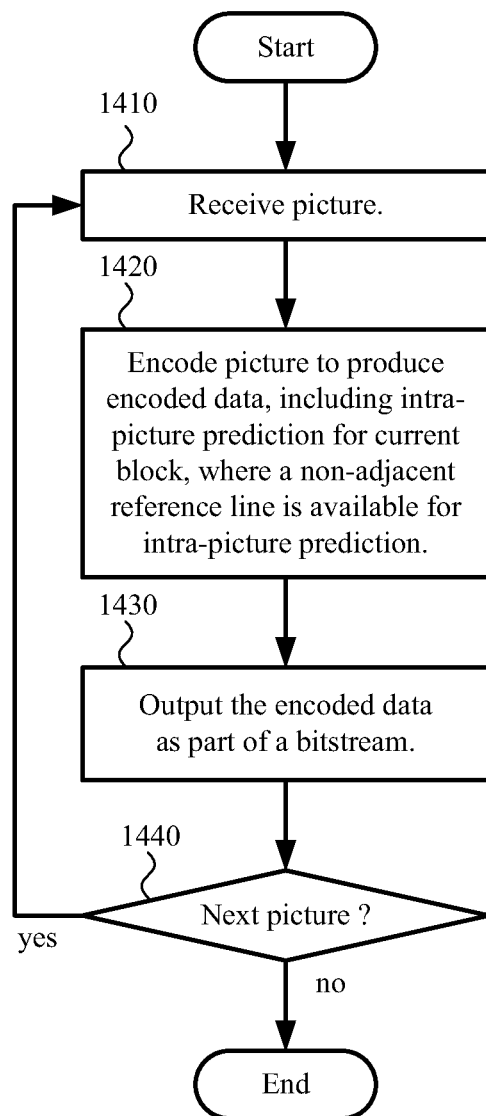 Start
1410
Receive picture.
1420
Encode picture to produce
encoded data, including intra-
picture prediction for current
block, where a non-adjacent
reference line is available for
intra-picture prediction.
1430
Output the encoded data
as part of a bitstream.
1440
Next picture ?
yes
no
End